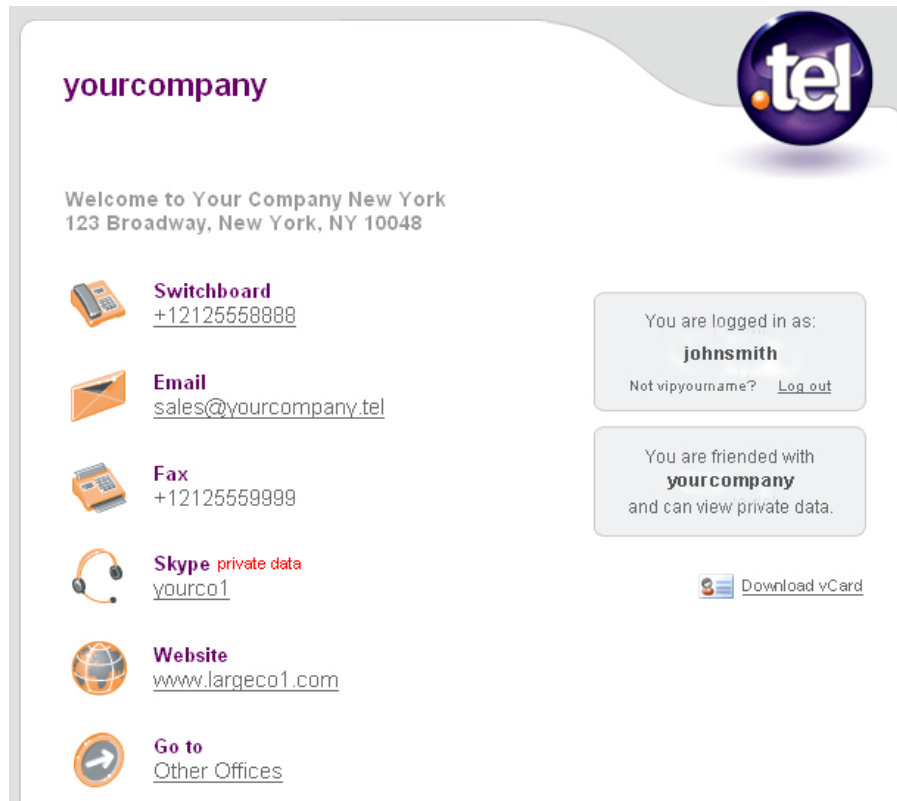 yourcompany
.tel
Welcome to Your Company New York
123 Broadway, New York, NY 10048
Switchboard
+12125558888
Email
sales@yourcompany.tel
Fax
+12125559999
Skype private data
yourco1
Website
www.largeco1.com
Go to
Other Offices
You are logged in as:
johnsmith
Not vipyourname? Log out
You are friended with
yourcompany
and can view private data.
Download vCard